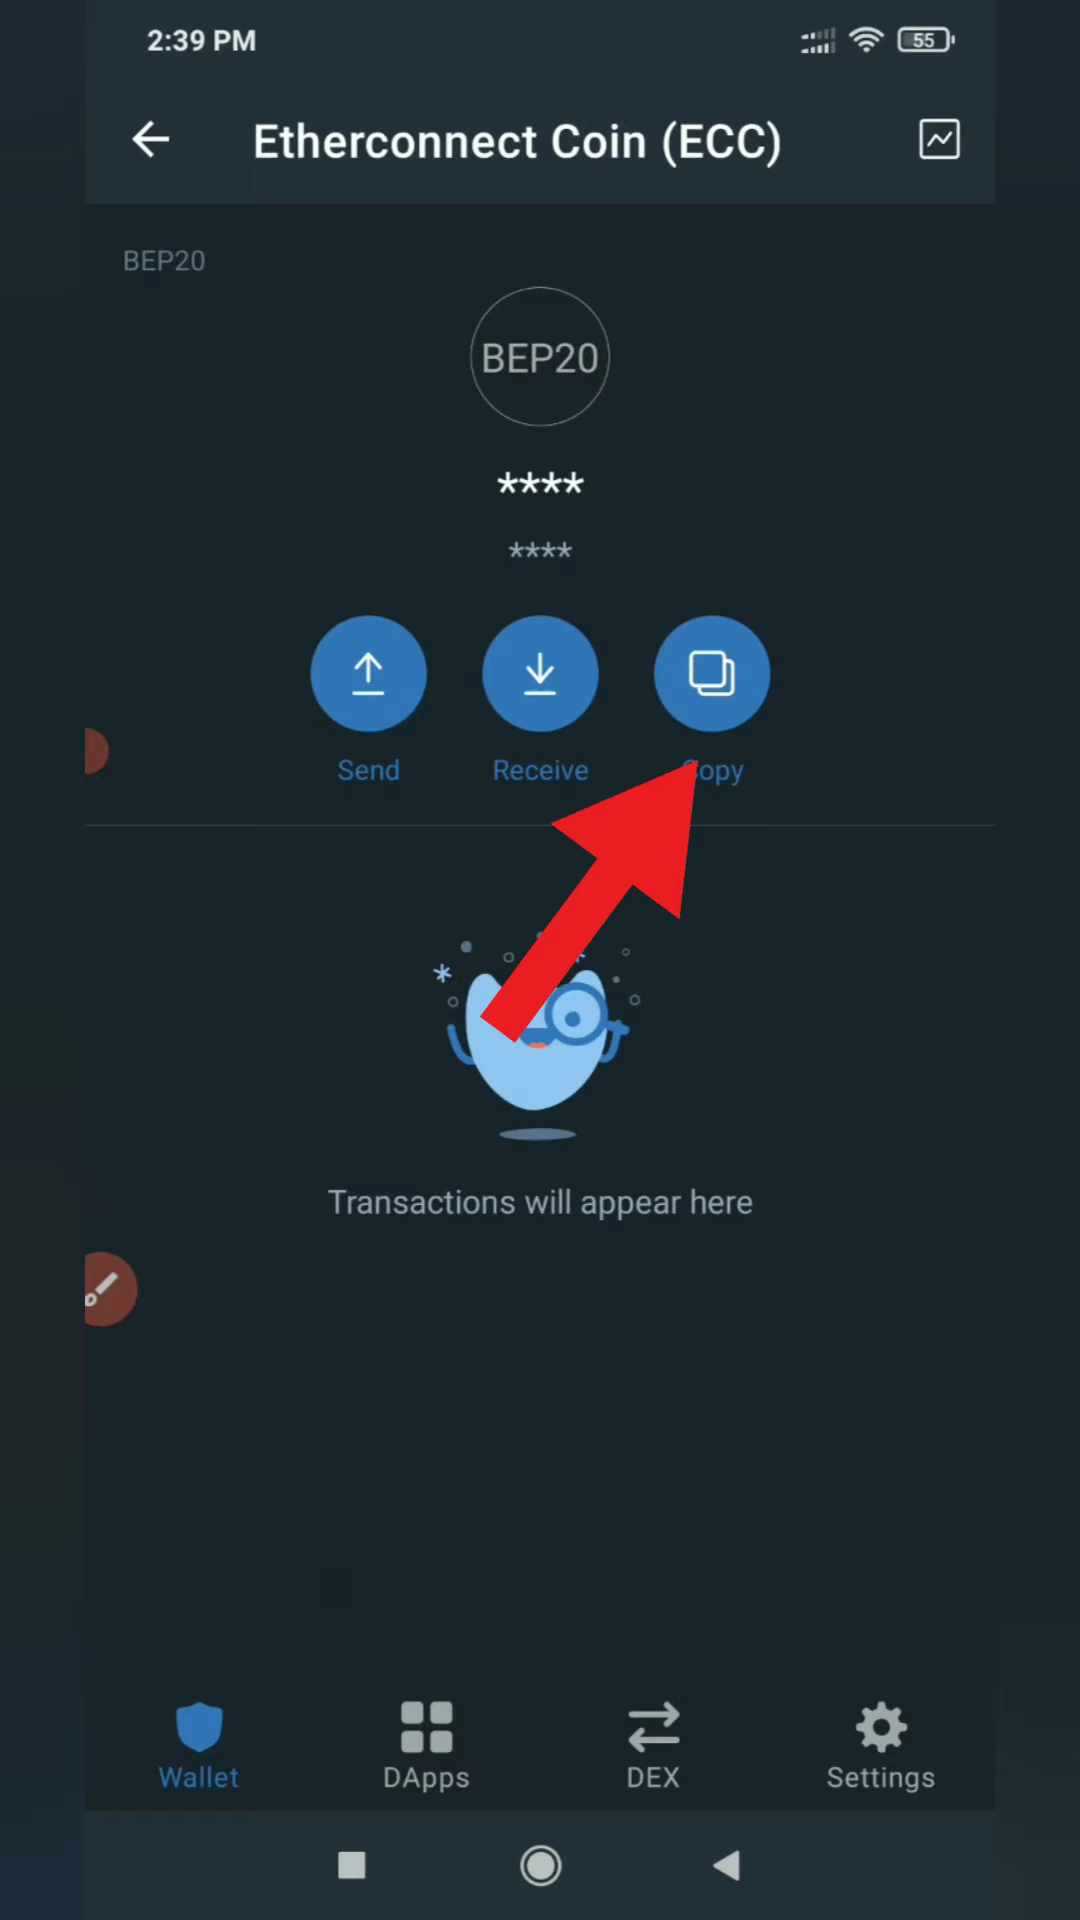 2:39 PM
55
Etherconnect Coin (ECC)
BEP20
BEP20
****
****
Send Receive Copy
Transactions will appear here
Wallet DApps DEX Settings